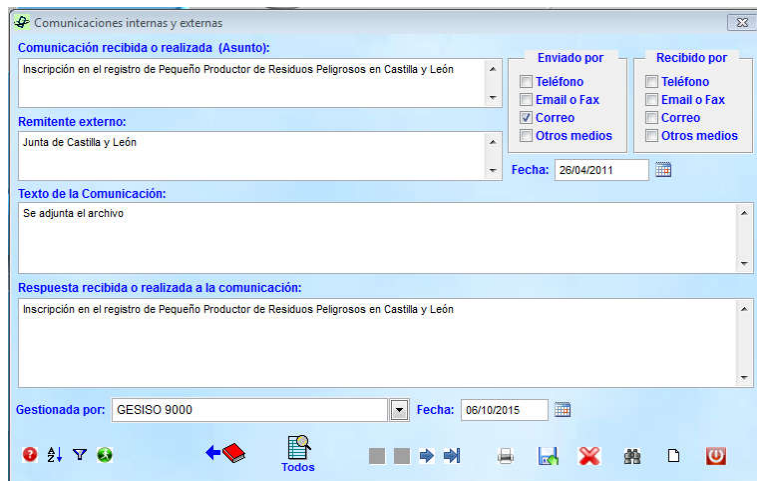 Comunicaciones internas y externas
Comunicación recibida o realizada (Asunto):
Inscripción en el registro de Pequeño Productor de Residuos Peligrosos en Castilla y León
Enviado por
Teléfono
Email o Fax
Correo
Otros medios
Recibido por
Teléfono
Email o Fax
Correo
Otros medios
Remitente externo:
Junta de Castilla y León
Fecha: 26/04/2011
Texto de la Comunicación:
Se adjunta el archivo
Respuesta recibida o realizada a la comunicación:
Inscripción en el registro de Pequeño Productor de Residuos Peligrosos en Castilla y León
Gestionada por: GESISO 9000 Fecha: 06/10/2015
Todos